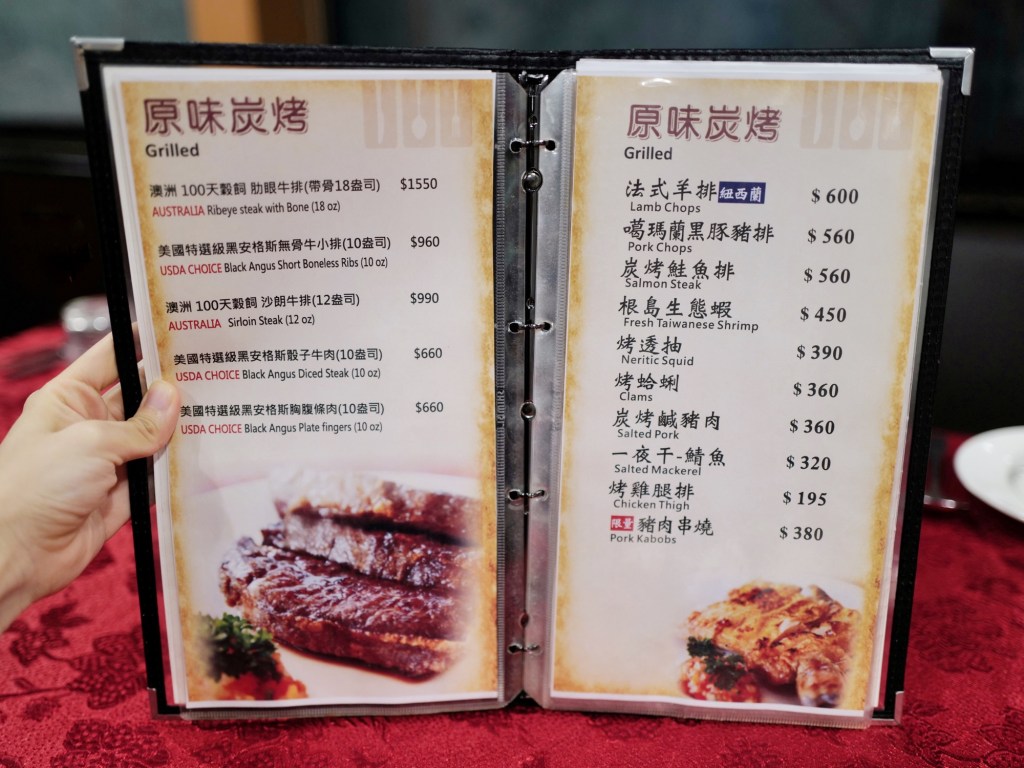 原味炭烤
Grilled
澳洲 100天穀飼 肋眼牛排(帶骨18盎司) $1550
AUSTRALIA Ribeye steak with Bone (18 oz)
美國特選級黑安格斯無骨牛小排(10盎司) $960
USDA CHOICE Black Angus Short Boneless Ribs (10 oz)
澳洲 100天穀飼 沙朗牛排(12盎司) $990
AUSTRALIA Sirloin Steak (12 oz)
美國特選級黑安格斯骰子牛肉(10盎司) $660
USDA CHOICE Black Angus Diced Steak (10 oz)
美國特選級黑安格斯胸腹條肉(10盎司) $660
USDA CHOICE Black Angus Plate fingers (10 oz)
原味炭烤
Grilled
法式羊排 紐西蘭 $ 600
Lamb Chops
噶瑪蘭黑豚豬排 $ 560
Pork Chops
炭烤鮭魚排 $ 560
Salmon Steak
根島生態蝦 $ 450
Fresh Taiwanese Shrimp
烤透抽 $ 390
Neritic Squid
烤蛤蜊 $ 360
Clams
炭烤鹹豬肉 $ 360
Salted Pork
一夜干-鯖魚 $ 320
Salted Mackerel
烤雞腿排 $ 195
Chicken Thigh
限量 豬肉串燒 $ 380
Pork Kabobs